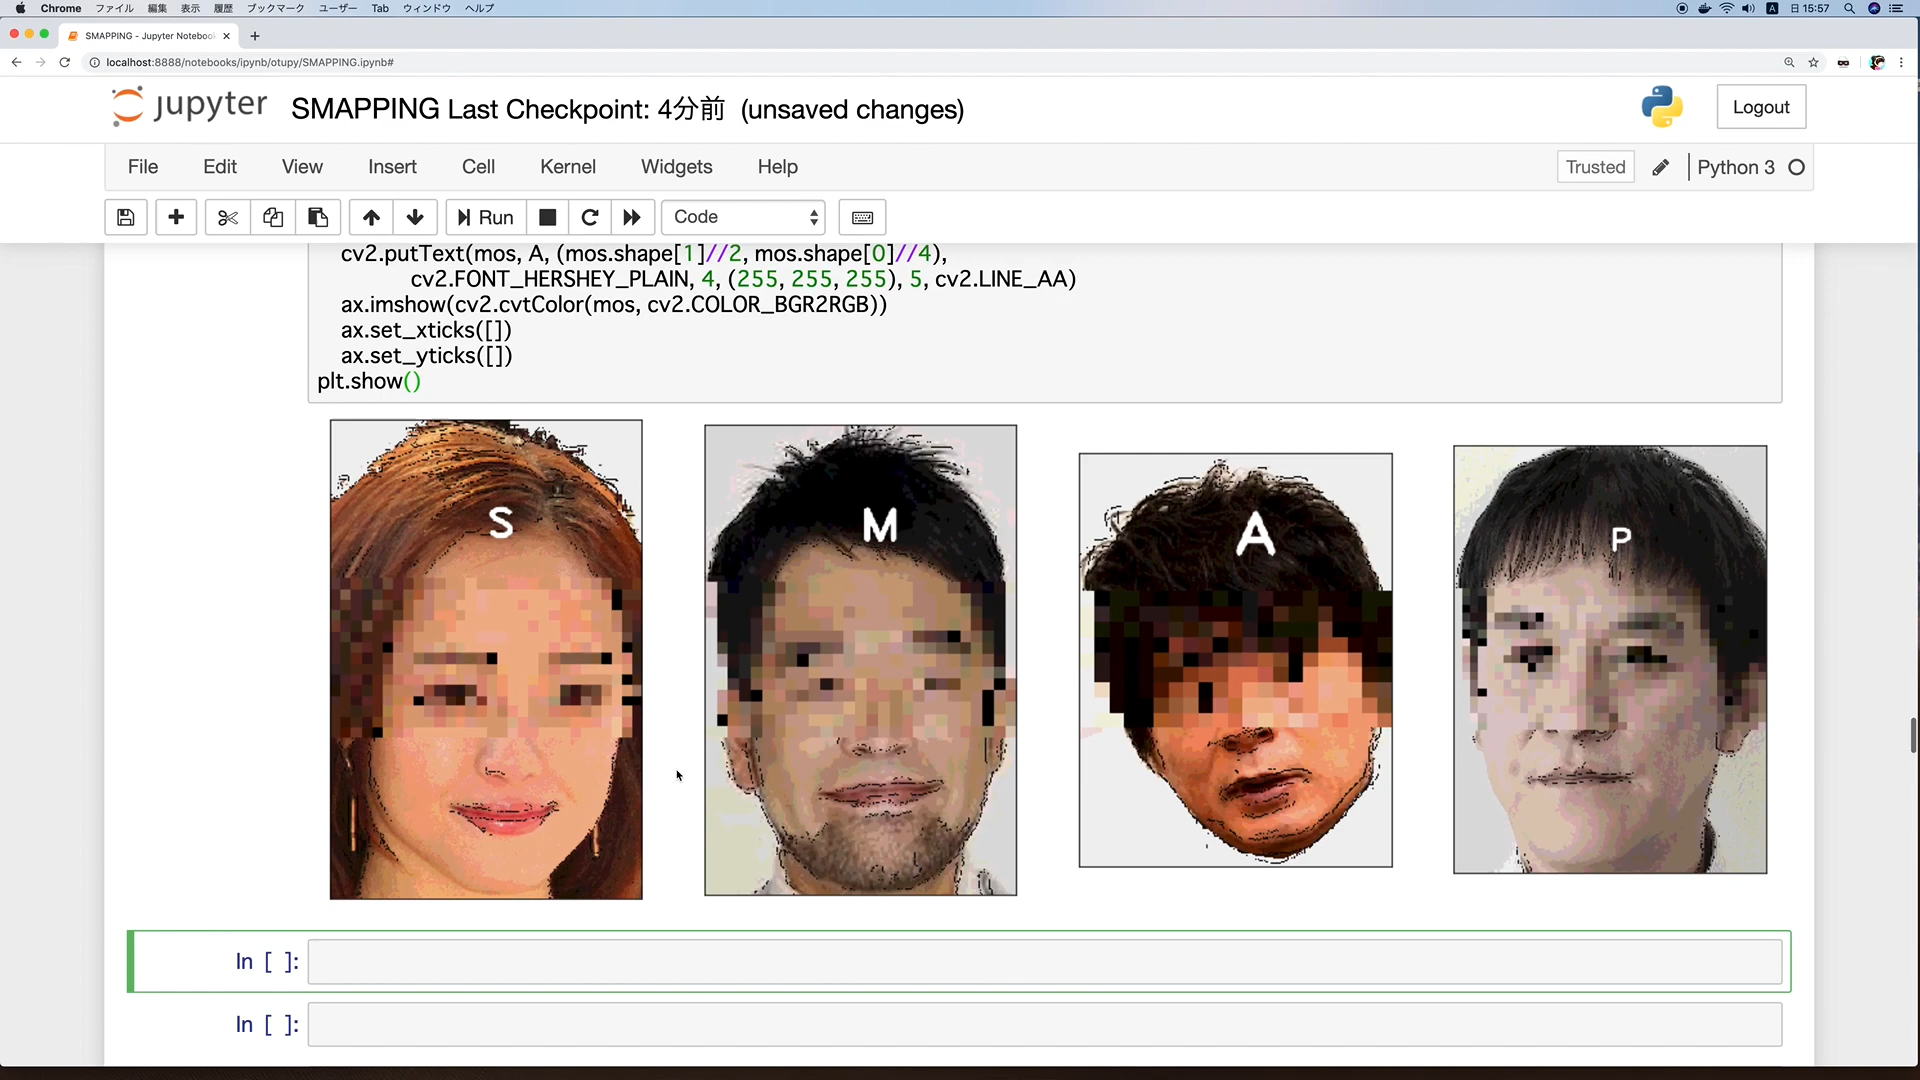 Chrome ファイル 編集 表示 履歴 ブックマーク ユーザー Tab ウィンドウ ヘルプ
A 日 15:57
SMAPPING - Jupyter Notebook
localhost:8888/notebooks/ipynb/otupy/SMAPPING.ipynb#
jupyter SMAPPING Last Checkpoint: 4分前 (unsaved changes) Logout
File Edit View Insert Cell Kernel Widgets Help Trusted Python 3
Run Code
cv2.putText(mos, A, (mos.shape[1]//2, mos.shape[0]//4),
cv2.FONT_HERSHEY_PLAIN, 4, (255, 255, 255), 5, cv2.LINE_AA)
ax.imshow(cv2.cvtColor(mos, cv2.COLOR_BGR2RGB))
ax.set_xticks([])
ax.set_yticks([])
plt.show()
S M A P
In [ ]:
In [ ]: